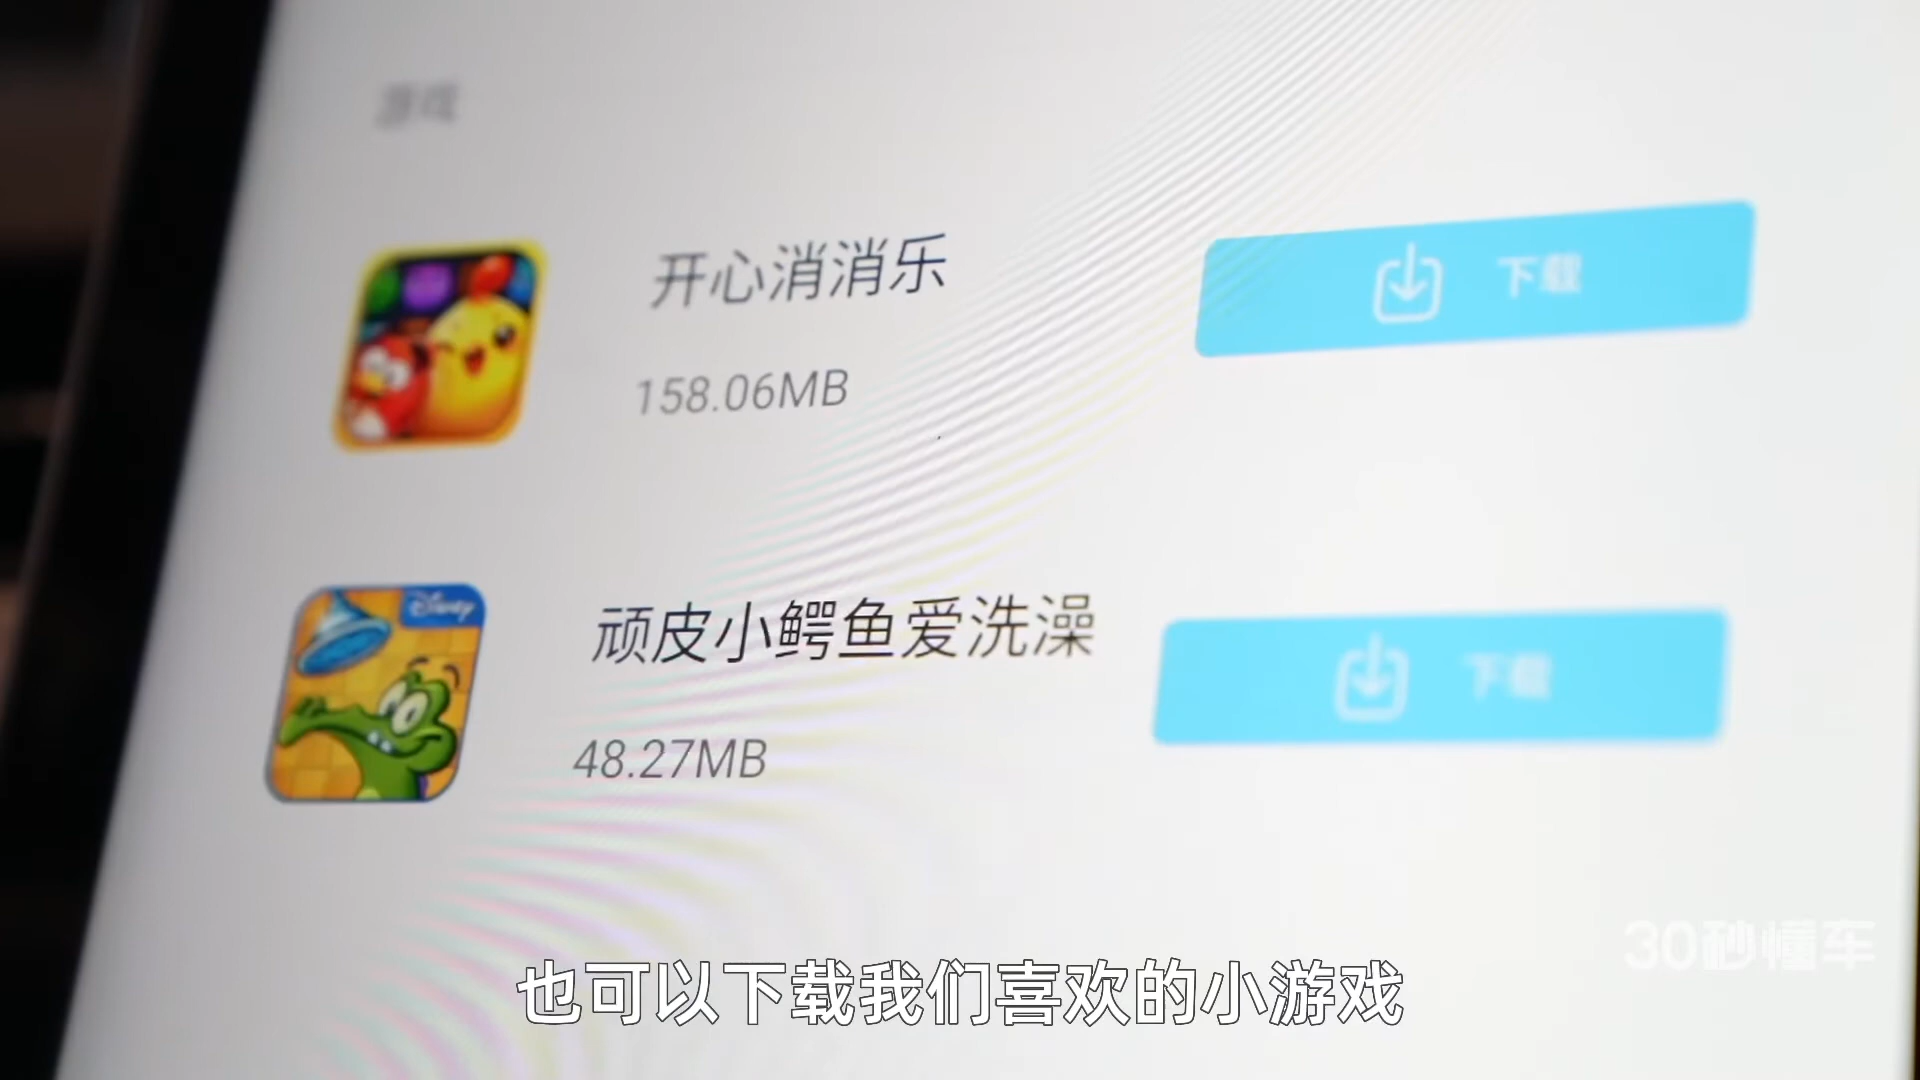 游戏
开心消消乐
下载
158.06MB
Disney
顽皮小鳄鱼爱洗澡
下载
48.27MB
30秒懂车
也可以下载我们喜欢的小游戏